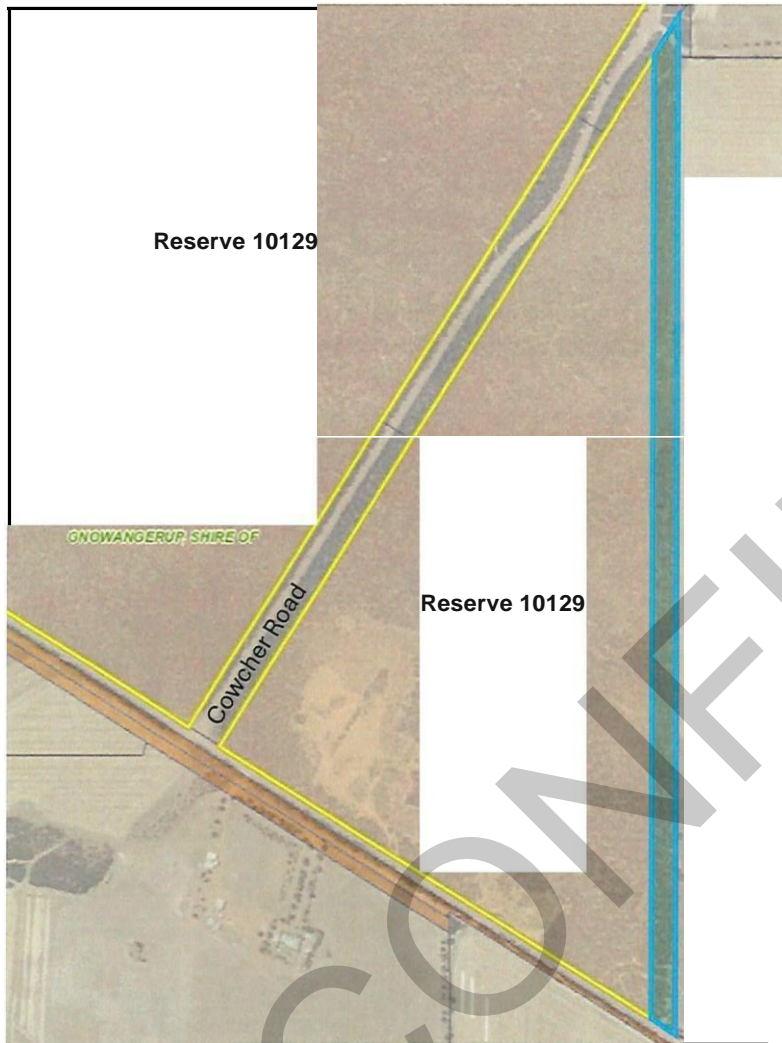 Reserve 10129
GNOWANGERUP, SHIRE OF
Reserve 10129
Cowcher Road
CONFI